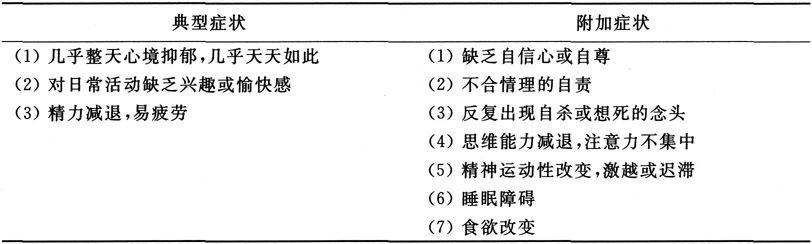 典型症状 附加症状
(1) 几乎整天心境抑郁,几乎天天如此 (1) 缺乏自信心或自尊
(2) 对日常活动缺乏兴趣或愉快感 (2) 不合情理的自责
(3) 精力减退,易疲劳 (3) 反复出现自杀或想死的念头
(4) 思维能力减退,注意力不集中
(5) 精神运动性改变,激越或迟滞
(6) 睡眠障碍
(7) 食欲改变